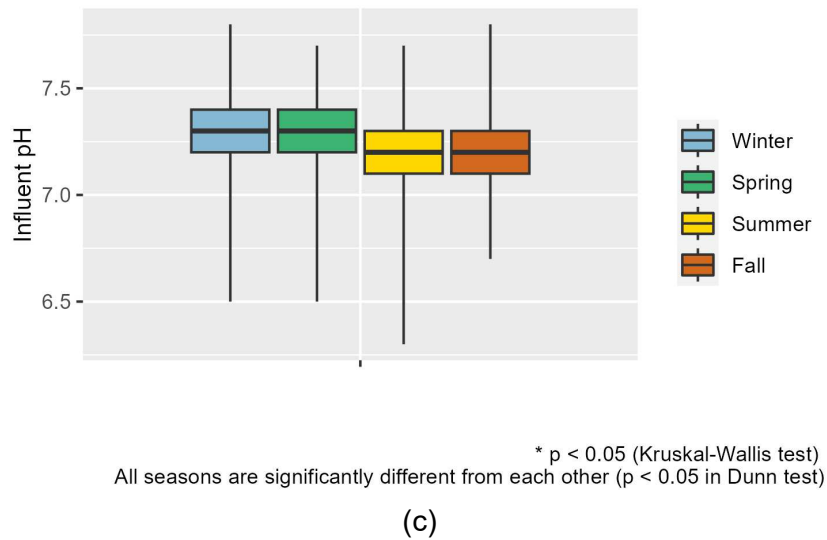 Influent pH
7.5
7.0
6.5
Winter
Spring
Summer
Fall
* p < 0.05 (Kruskal-Wallis test)
All seasons are significantly different from each other (p < 0.05 in Dunn test)
(c)